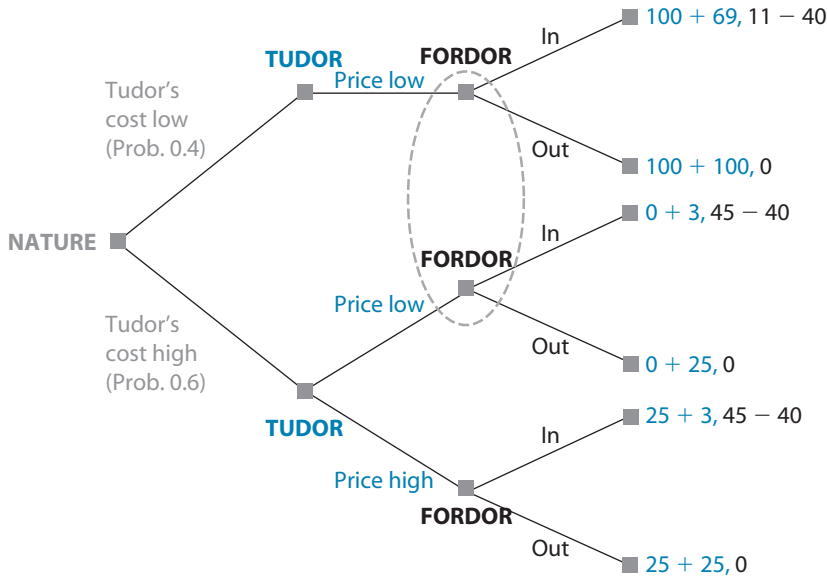 In
100 + 69, 11 − 40
TUDOR
FORDOR
Price low
Tudor's
cost low
(Prob. 0.4)
Out
100 + 100, 0
In
0 + 3, 45 − 40
NATURE
FORDOR
Price low
Tudor's
cost high
(Prob. 0.6)
Out
0 + 25, 0
TUDOR
In
25 + 3, 45 − 40
Price high
FORDOR
Out
25 + 25, 0